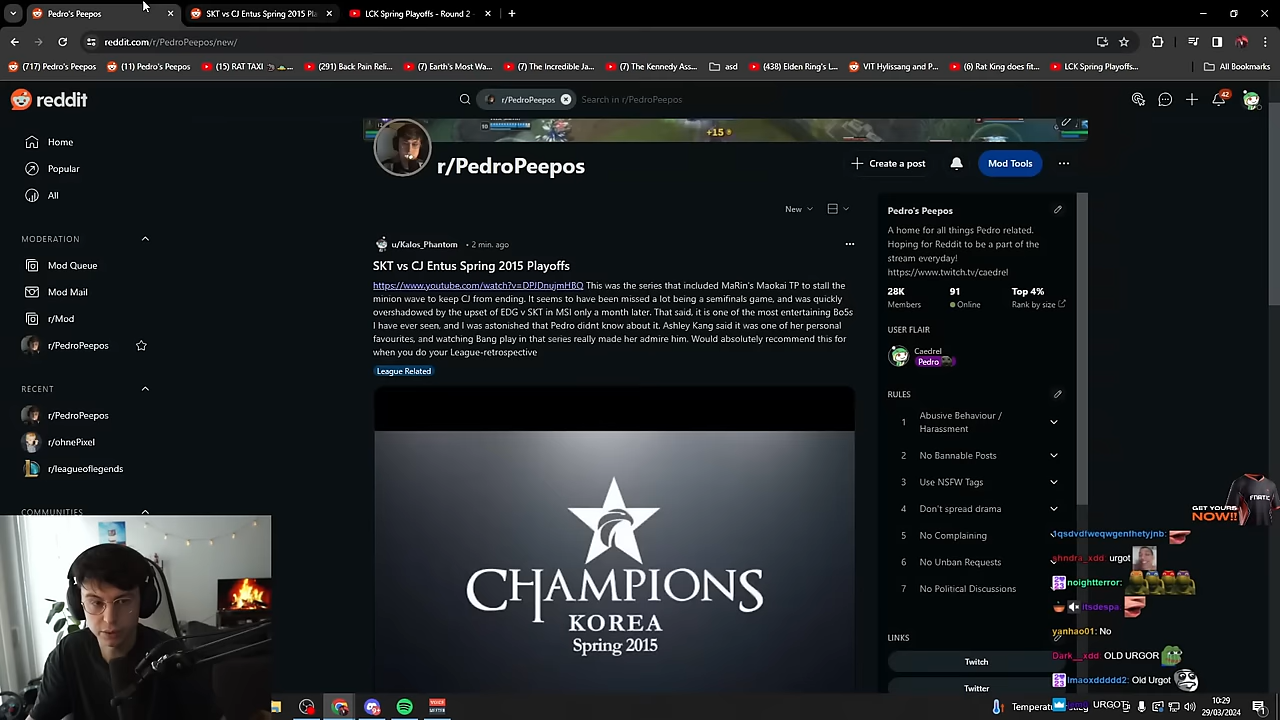 Pedro's Peepos
SKT vs CJ Entus Spring 2015 Pl
LCK Spring Playoffs - Round 2
reddit.com/r/PedroPeepos/new/
(717) Pedro's Peepos
(11) Pedro's Peepos
(15) RAT TAXI
(291) Back Pain Reli...
(7) Earth's Most Wa...
(7) The Incredible Ja...
(7) The Kennedy Ass...
asd
(438) Elden Ring's L...
VIT Hylissang and P...
(6) Rat King does fit...
LCK Spring Playoffs...
All Bookmarks
reddit
r/PedroPeepos
Search in r/PedroPeepos
42
Home
Popular
All
MODERATION
Mod Queue
Mod Mail
r/Mod
r/PedroPeepos
RECENT
r/PedroPeepos
r/ohnePixel
r/leagueoflegends
COMMUNITIES
+15
r/PedroPeepos
Create a post
Mod Tools
New
u/Kalos_Phantom • 2 min. ago
SKT vs CJ Entus Spring 2015 Playoffs
https://www.youtube.com/watch?v=DPJDnujmHBQ This was the series that included MaRin's Maokai TP to stall the
minion wave to keep CJ from ending. It seems to have been missed a lot being a semifinals game, and was quickly
overshadowed by the upset of EDG v SKT in MSI only a month later. That said, it is one of the most entertaining Bo5s
I have ever seen, and I was astonished that Pedro didnt know about it. Ashley Kang said it was one of her personal
favourites, and watching Bang play in that series really made her admire him. Would absolutely recommend this for
when you do your League-retrospective
League Related
CHAMPIONS
KOREA
Spring 2015
Pedro's Peepos
A home for all things Pedro related.
Hoping for Reddit to be a part of the
stream everyday!
https://www.twitch.tv/caedrel
28K
91
Top 4%
Members
Online
Rank by size
USER FLAIR
Caedrel
Pedro
RULES
1 Abusive Behaviour /
Harassment
2 No Bannable Posts
3 Use NSFW Tags
4 Don't spread drama
5 No Complaining
6 No Unban Requests
7 No Political Discussions
LINKS
Twitch
Twitter
GET YOURS
NOW!!
FNATIC
1qsdvdfweqwgenfhetyjnb:
shndra_xdd: urgot
noightterror:
itsdespa:
yanhao01: No
Dark__xdd: OLD URGOR
lmaoxddddd2: Old Urgot
URGO
Temperatu
10:29
29/03/2024